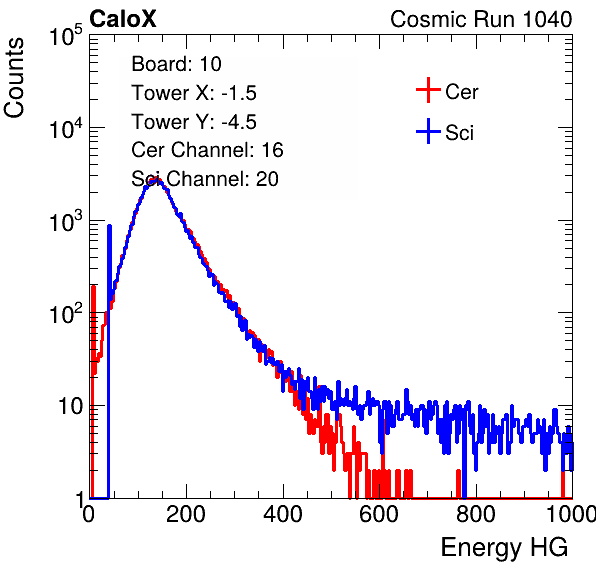 CaloX Cosmic Run 1040
Counts
Board: 10
Tower X: -1.5
Tower Y: -4.5
Cer Channel: 16
Sci Channel: 20
Cer
Sci
10^5
10^4
10^3
10^2
10
1
0 200 400 600 800 1000
Energy HG